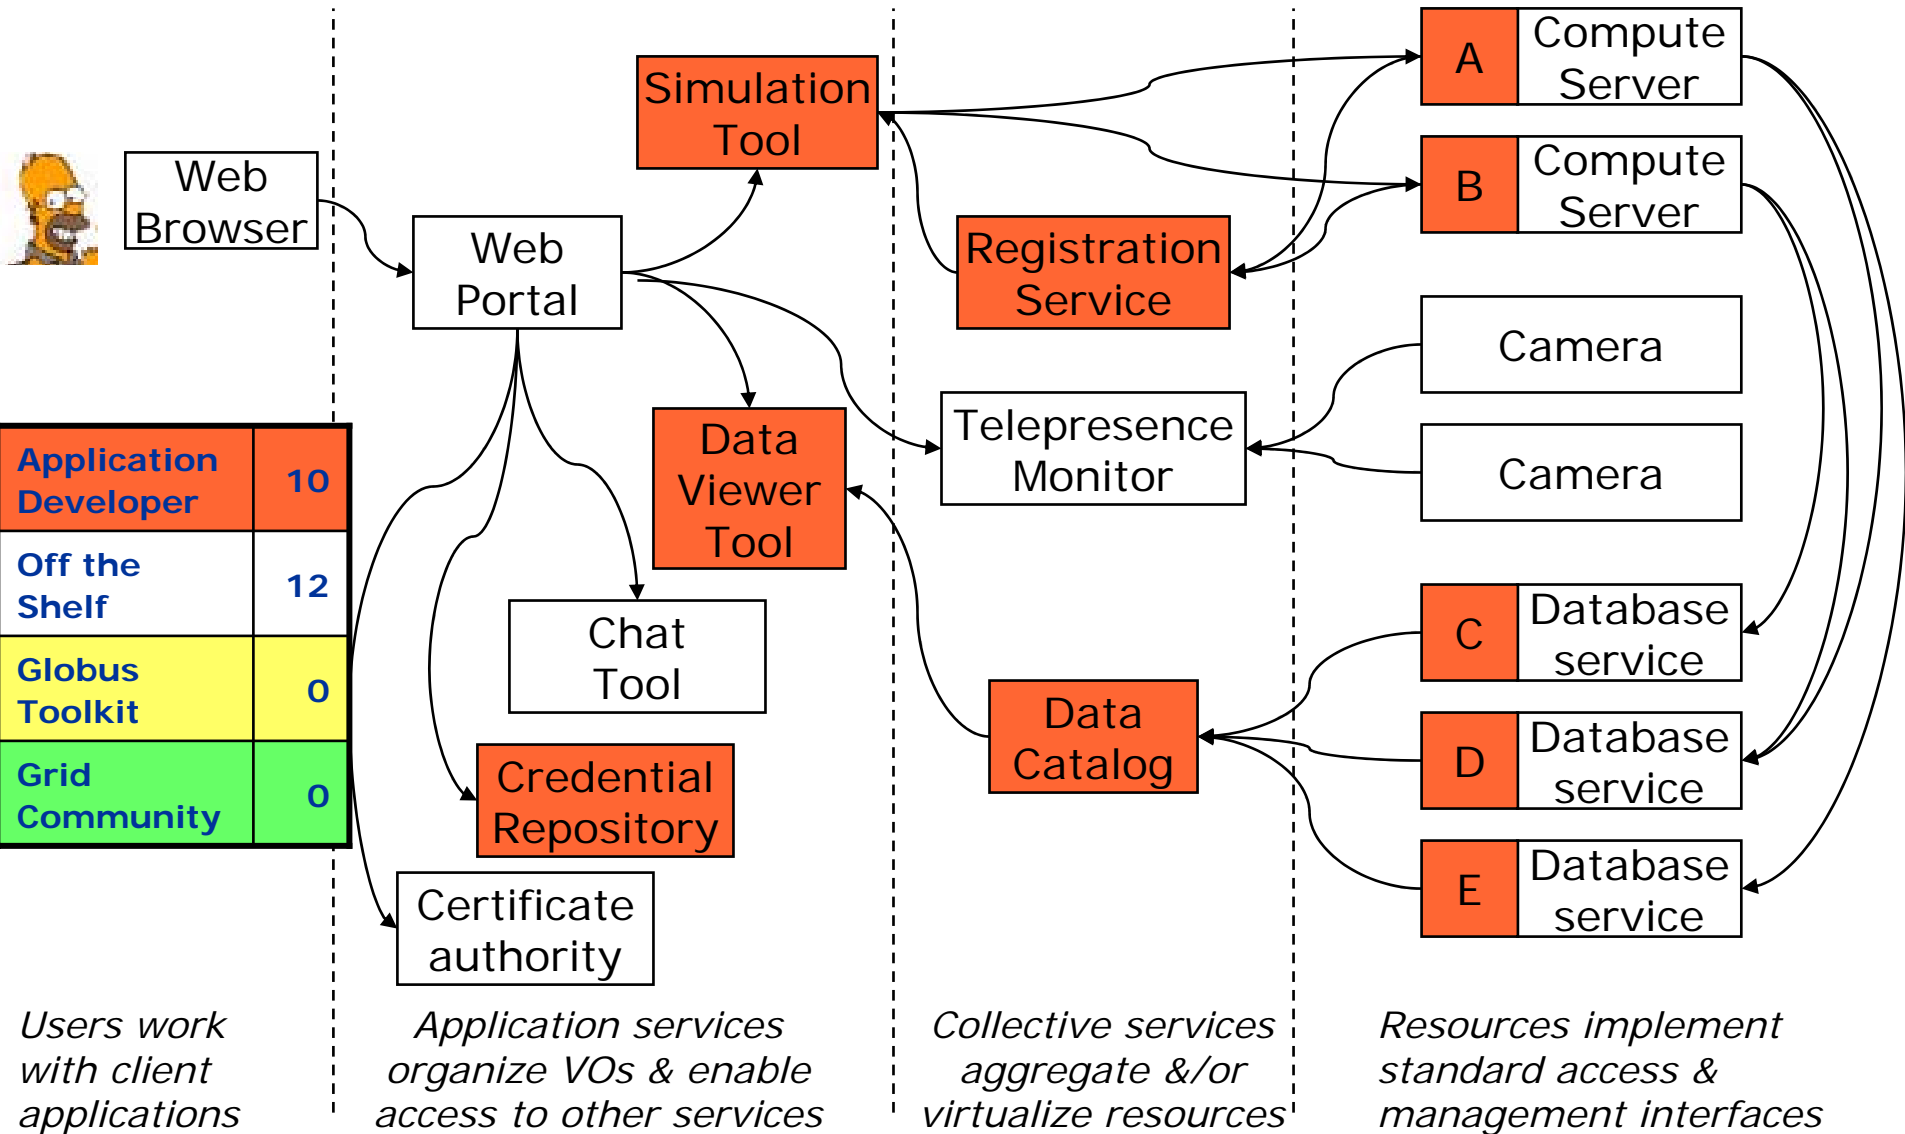 Web
Browser
Web
Portal
Simulation
Tool
Registration
Service
A
Compute
Server
B
Compute
Server
Camera
Camera
Telepresence
Monitor
Data
Viewer
Tool
Application
Developer
10
Off the
Shelf
12
Globus
Toolkit
0
Grid
Community
0
Chat
Tool
Credential
Repository
Certificate
authority
Data
Catalog
C
Database
service
D
Database
service
E
Database
service
Users work
with client
applications
Application services
organize VOs & enable
access to other services
Collective services
aggregate &/or
virtualize resources
Resources implement
standard access &
management interfaces